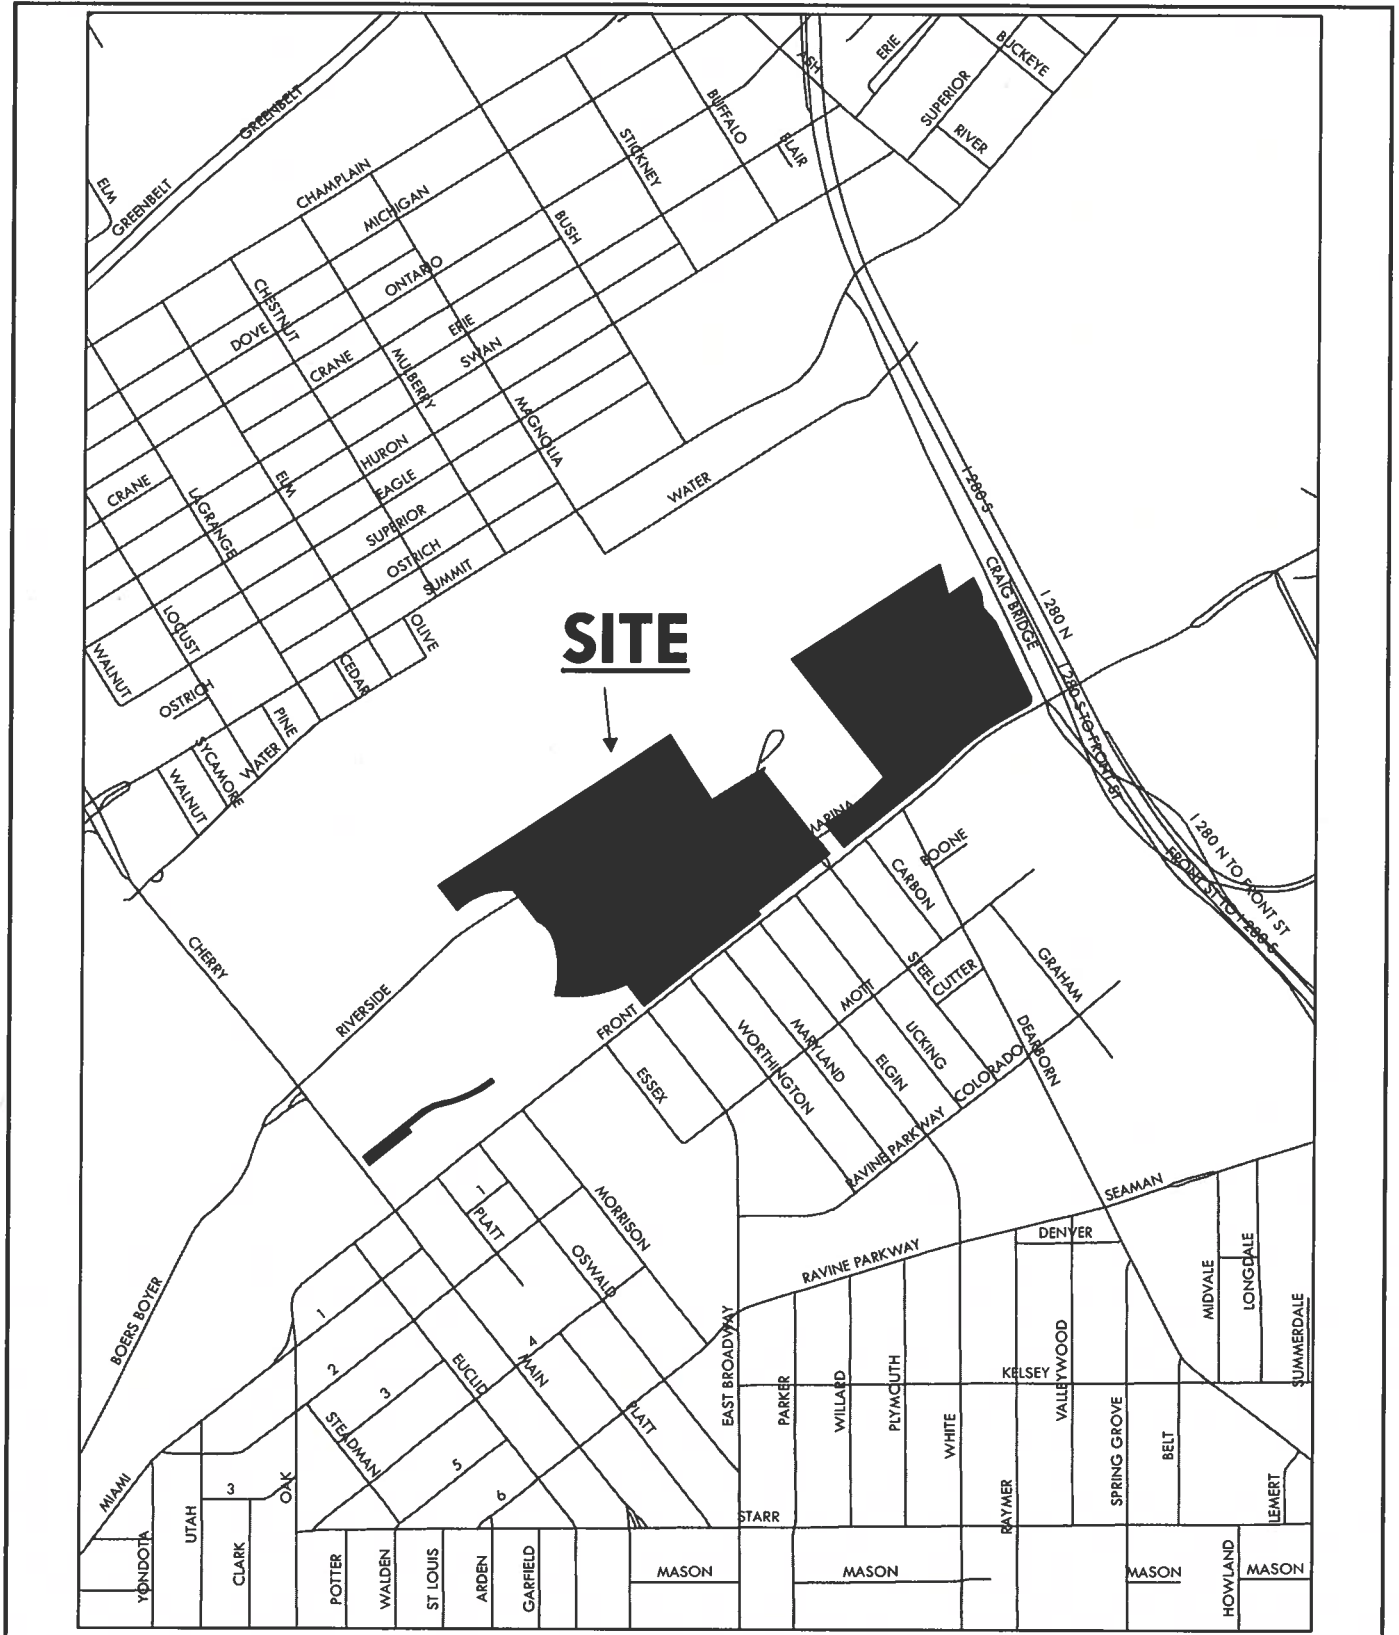 ERIE
BUCKEYE
ASH
SUPERIOR
RIVER
GREENBELT
BUFFALO
BLAIR
STICKNEY
ELM
GREENBELT
CHAMPLAIN
MICHIGAN
BUSH
ONTARIO
CHESTNUT
DOVE
ERIE
SWAN
CRANE
MULBERRY
MAGNOLIA
HURON
EAGLE
ELM
CRANE
LAGRANGE
SUPERIOR
OSTRICH
SUMMIT
WATER
I 280 S
CRAIG BRIDGE
I 280 N
LOCUST
WALNUT
OLIVE
CEDAR
OSTRICH
PINE
SYCAMORE
WATER
WALNUT
SITE
I 280 S TO FRONT ST
I 280 N TO FRONT ST
FRONT ST TO I 280 S
MARINA
BOONE
CARBON
CHERRY
RIVERSIDE
FRONT
STEEL
CUTTER
GRAHAM
MOTT
WORTHINGTON
MARYLAND
LICKING
ELGIN
ESSEX
COLORADO
DEARBORN
RAVINE PARKWAY
SEAMAN
1
PLATT
MORRISON
OSWALD
DENVER
RAVINE PARKWAY
BOERS BOYER
1
2
3
4
MAIN
EUCLID
STEADMAN
PLATT
5
6
EAST BROADWAY
PARKER
WILLARD
PLYMOUTH
WHITE
KELSEY
VALLEYWOOD
SPRING GROVE
BELT
MIDVALE
LONGDALE
SUMMERDALE
RAYMER
LEMERT
MIAMI
3
OAK
UTAH
YONDOTA
CLARK
STARR
POTTER
WALDEN
ST LOUIS
ARDEN
GARFIELD
MASON
MASON
MASON
HOWLAND
MASON